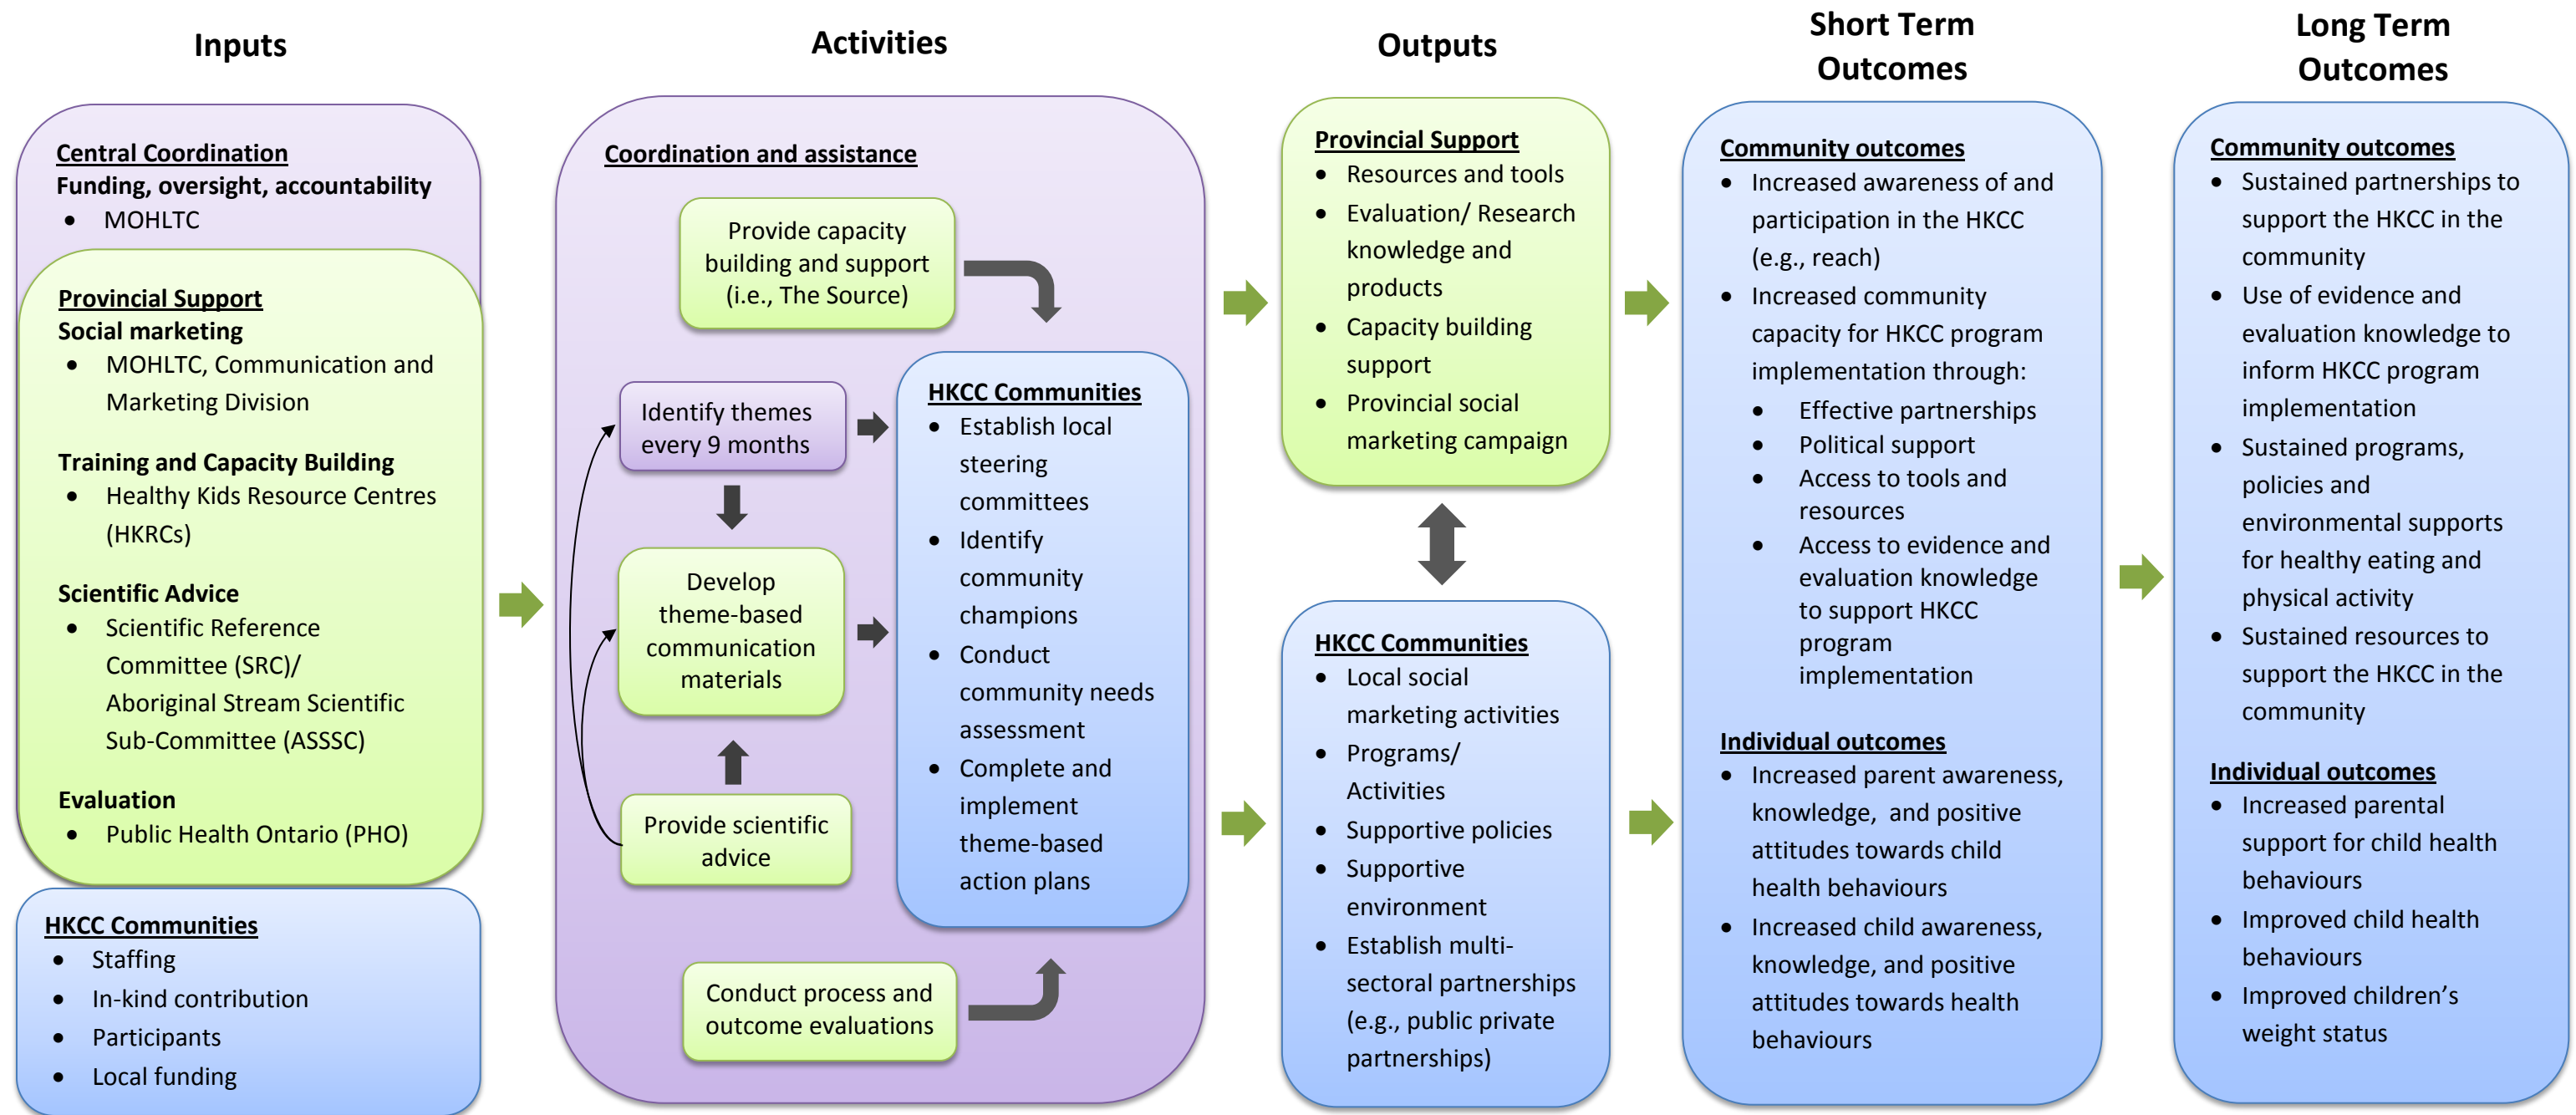 Inputs
Central Coordination
Funding, oversight, accountability
• MOHLTC
Provincial Support
Social marketing
• MOHLTC, Communication and
Marketing Division
Training and Capacity Building
• Healthy Kids Resource Centres
(HKRCs)
Scientific Advice
• Scientific Reference
Committee (SRC)/
Aboriginal Stream Scientific
Sub-Committee (ASSSC)
Evaluation
• Public Health Ontario (PHO)
HKCC Communities
• Staffing
• In-kind contribution
• Participants
• Local funding
Activities
Coordination and assistance
Provide capacity
building and support
(i.e., The Source)
Identify themes
every 9 months
Develop
theme-based
communication
materials
Provide scientific
advice
Conduct process and
outcome evaluations
HKCC Communities
• Establish local
steering
committees
• Identify
community
champions
• Conduct
community needs
assessment
• Complete and
implement
theme-based
action plans
Outputs
Provincial Support
• Resources and tools
• Evaluation/ Research
knowledge and
products
• Capacity building
support
• Provincial social
marketing campaign
HKCC Communities
• Local social
marketing activities
• Programs/
Activities
• Supportive policies
• Supportive
environment
• Establish multi-
sectoral partnerships
(e.g., public private
partnerships)
Short Term
Outcomes
Community outcomes
• Increased awareness of and
participation in the HKCC
(e.g., reach)
• Increased community
capacity for HKCC program
implementation through:
• Effective partnerships
• Political support
• Access to tools and
resources
• Access to evidence and
evaluation knowledge
to support HKCC
program
implementation
Individual outcomes
• Increased parent awareness,
knowledge, and positive
attitudes towards child
health behaviours
• Increased child awareness,
knowledge, and positive
attitudes towards health
behaviours
Long Term
Outcomes
Community outcomes
• Sustained partnerships to
support the HKCC in the
community
• Use of evidence and
evaluation knowledge to
inform HKCC program
implementation
• Sustained programs,
policies and
environmental supports
for healthy eating and
physical activity
• Sustained resources to
support the HKCC in the
community
Individual outcomes
• Increased parental
support for child health
behaviours
• Improved child health
behaviours
• Improved children’s
weight status